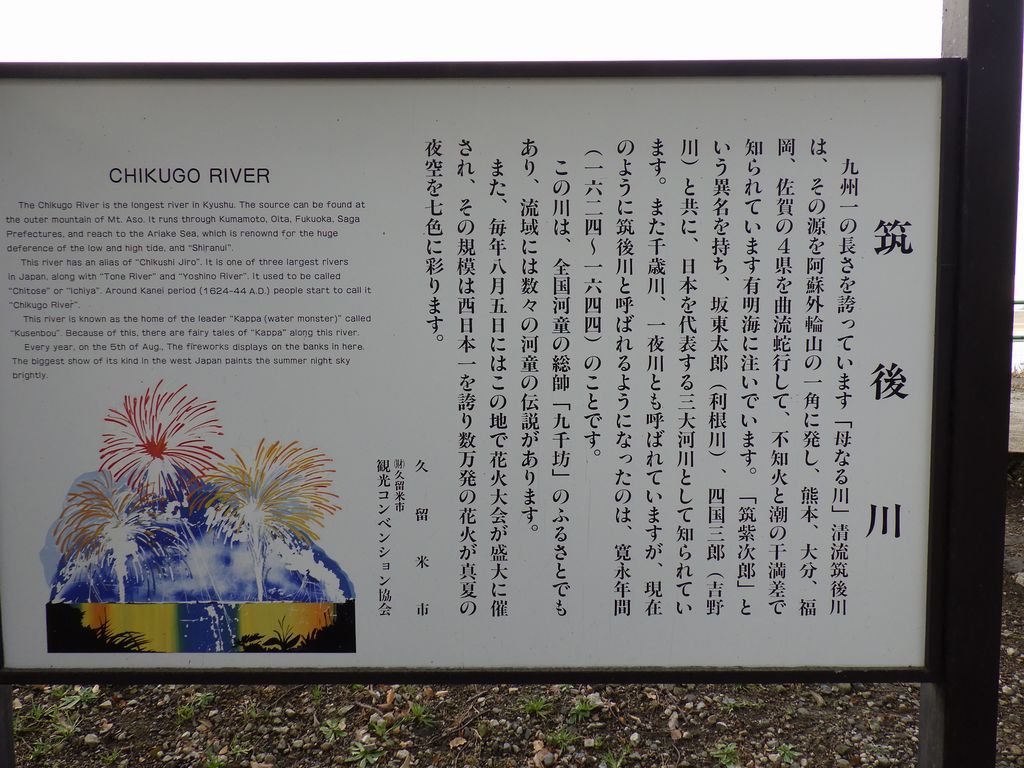 筑後川
九州一の長さを誇っています「母なる川」清流筑後川
は、その源を阿蘇外輪山の一角に発し、熊本、大分、福
岡、佐賀の4県を曲流蛇行して、不知火と潮の干満差で
知られています有明海に注いでいます。「筑紫次郎」と
いう異名を持ち、坂東太郎（利根川）、四国三郎（吉野
川）と共に、日本を代表する三大河川として知られてい
ます。また千歳川、一夜川とも呼ばれていますが、現在
のように筑後川と呼ばれるようになったのは、寛永年間
（一六二四～一六四四）のことです。
この川は、全国河童の総師「九千坊」のふるさとでも
あり、流域には数々の河童の伝説があります。
また、毎年八月五日にはこの地で花火大会が盛大に催
され、その規模は西日本一を誇り数万発の花火が真夏の
夜空を七色に彩ります。
久留米市
㈶久留米市
観光コンベンション協会
CHIKUGO RIVER
The Chikugo River is the longest river in Kyushu. The source can be found at
the outer mountain of Mt. Aso. It runs through Kumamoto, Oita, Fukuoka, Saga
Prefectures, and reach to the Ariake Sea, which is renownd for the huge
deference of the low and high tide, and "Shiranui".
This river has an alias of "Chikushi Jiro". It is one of three largest rivers
in Japan, along with "Tone River" and "Yoshino River". It used to be called
"Chitose" or "Ichiya". Around Kanei period (1624-44 A.D.) people start to call it
"Chikugo River".
This river is known as the home of the leader "Kappa (water monster)" called
"Kusenbou". Because of this, there are fairy tales of "Kappa" along this river.
Every year, on the 5th of Aug., The fireworks displays on the banks in here.
The biggest show of its kind in the west Japan paints the summer night sky
brightly.